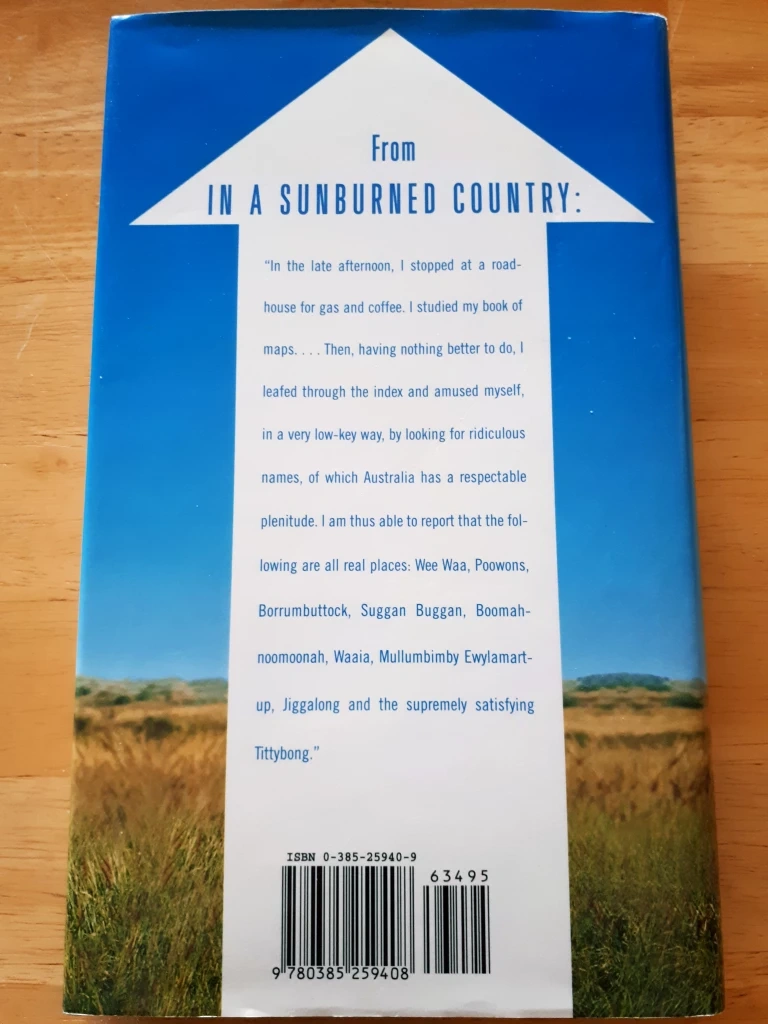 From
IN A SUNBURNED COUNTRY:
“In the late afternoon, I stopped at a road-
house for gas and coffee. I studied my book of
maps. . . . Then, having nothing better to do, I
leafed through the index and amused myself,
in a very low-key way, by looking for ridiculous
names, of which Australia has a respectable
plenitude. I am thus able to report that the fol-
lowing are all real places: Wee Waa, Poowons,
Borrumbuttock, Suggan Buggan, Boomah-
noomoonah, Waaia, Mullumbimby Ewylamart-
up, Jiggalong and the supremely satisfying
Tittybong.”
ISBN 0-385-25940-9
63495
9 780385 259408